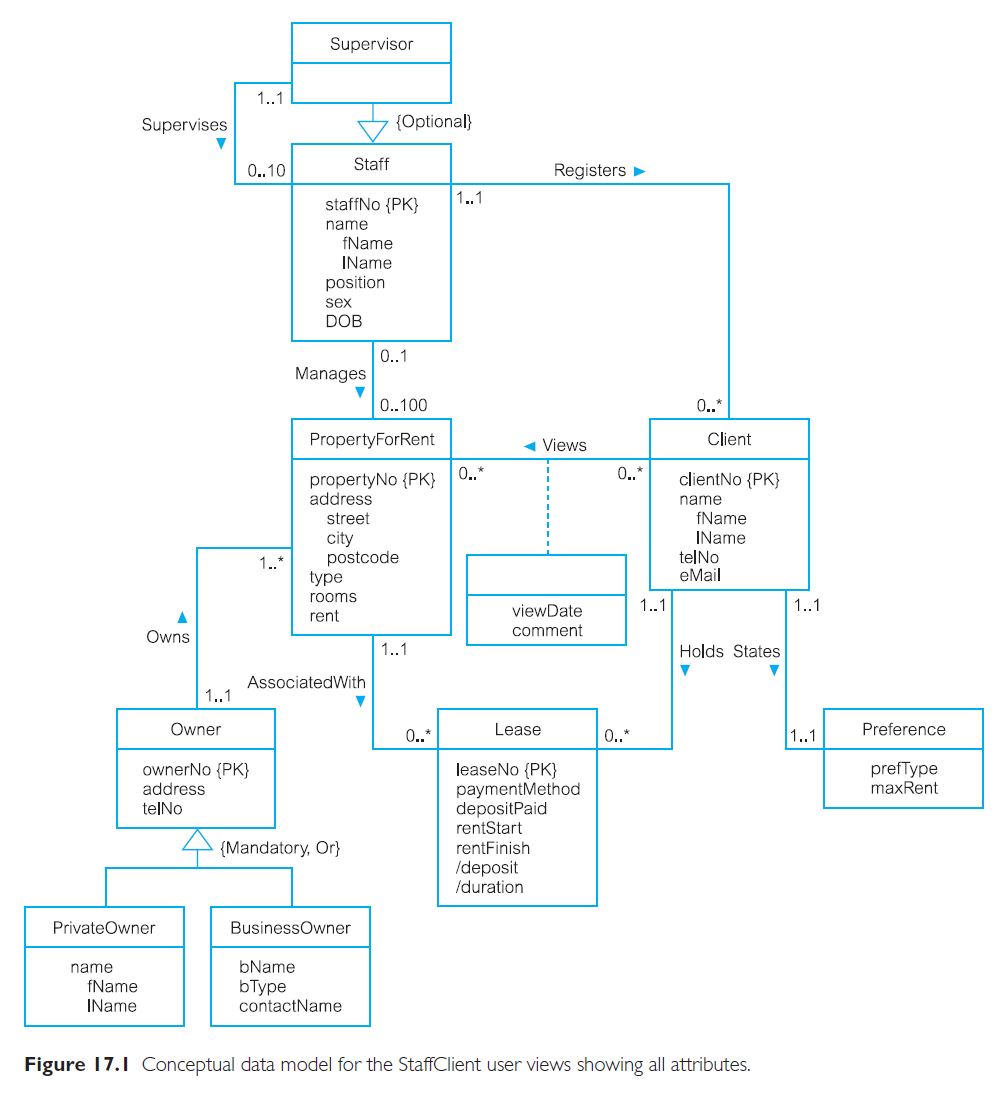 Supervisor
1..1
Supervises
{Optional}
0..10
Staff
staffNo {PK}
name
fName
lName
position
sex
DOB
Registers
1..1
0..1
Manages
0..100
0..*
PropertyForRent
propertyNo {PK}
address
street
city
postcode
type
rooms
rent
Views
0..*
0..*
Client
clientNo {PK}
name
fName
lName
telNo
eMail
viewDate
comment
1..*
Owns
1..1
1..1
AssociatedWith
0..*
1..1
Holds
0..*
1..1
States
1..1
Owner
ownerNo {PK}
address
telNo
{Mandatory, Or}
Lease
leaseNo {PK}
paymentMethod
depositPaid
rentStart
rentFinish
/deposit
/duration
Preference
prefType
maxRent
PrivateOwner
name
fName
lName
BusinessOwner
bName
bType
contactName
Figure 17.1 Conceptual data model for the StaffClient user views showing all attributes.